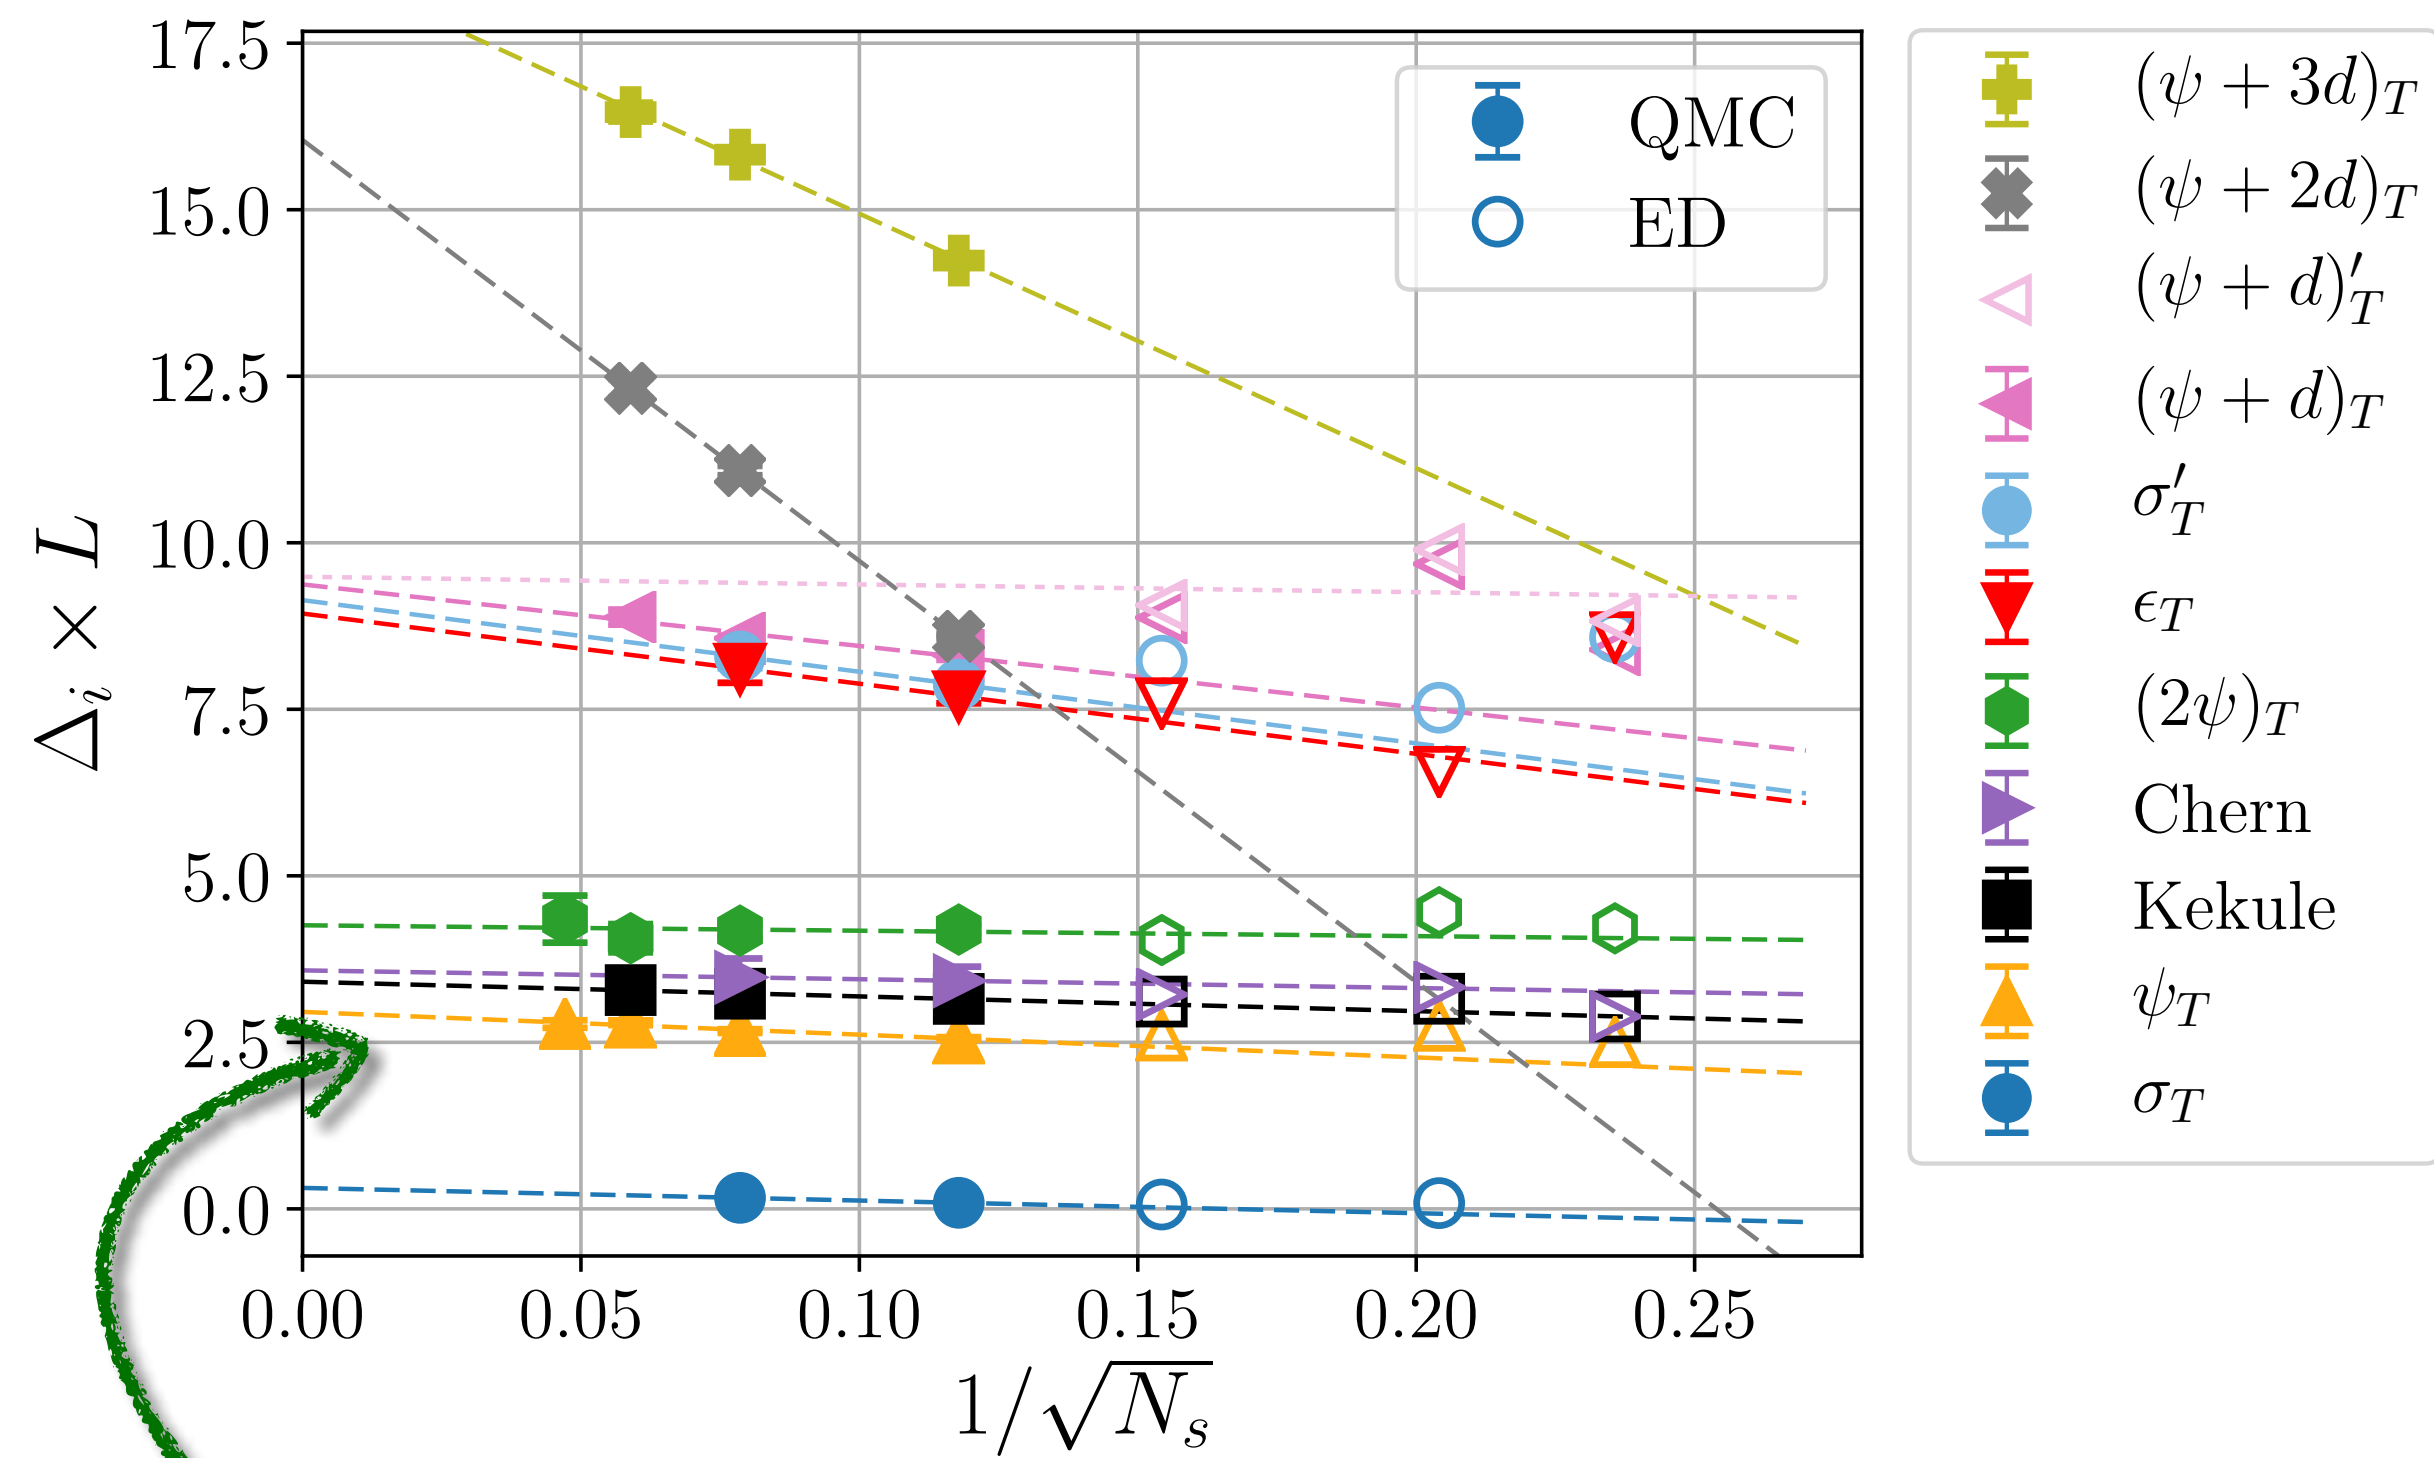 17.5
15.0
12.5
10.0
7.5
5.0
2.5
0.0
Δᵢ × L
0.00 0.05 0.10 0.15 0.20 0.25
1/√Nₛ
QMC
ED
(ψ + 3d)_T
(ψ + 2d)_T
(ψ + d)′_T
(ψ + d)_T
σ′_T
ϵ_T
(2ψ)_T
Chern
Kekule
ψ_T
σ_T